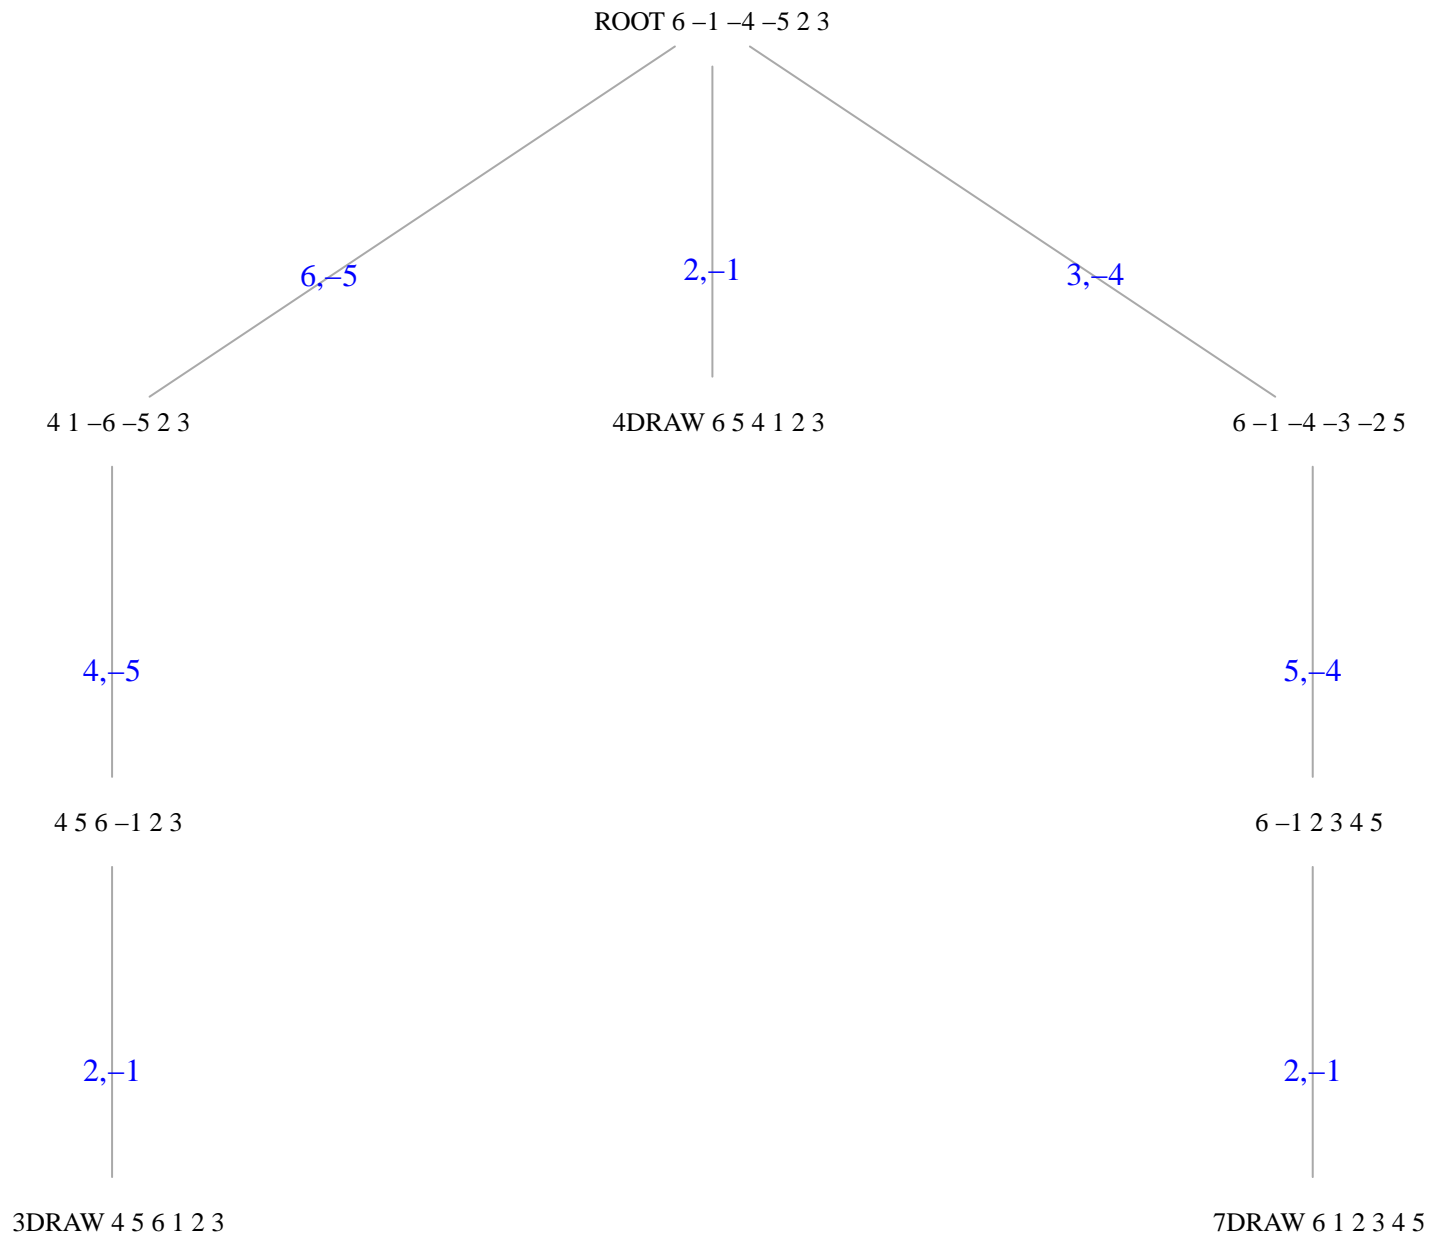 ROOT 6 –1 –4 –5 2 3
6,–5
2,–1
3,–4
4 1 –6 –5 2 3
4DRAW 6 5 4 1 2 3
6 –1 –4 –3 –2 5
4,–5
5,–4
4 5 6 –1 2 3
6 –1 2 3 4 5
2,–1
2,–1
3DRAW 4 5 6 1 2 3
7DRAW 6 1 2 3 4 5